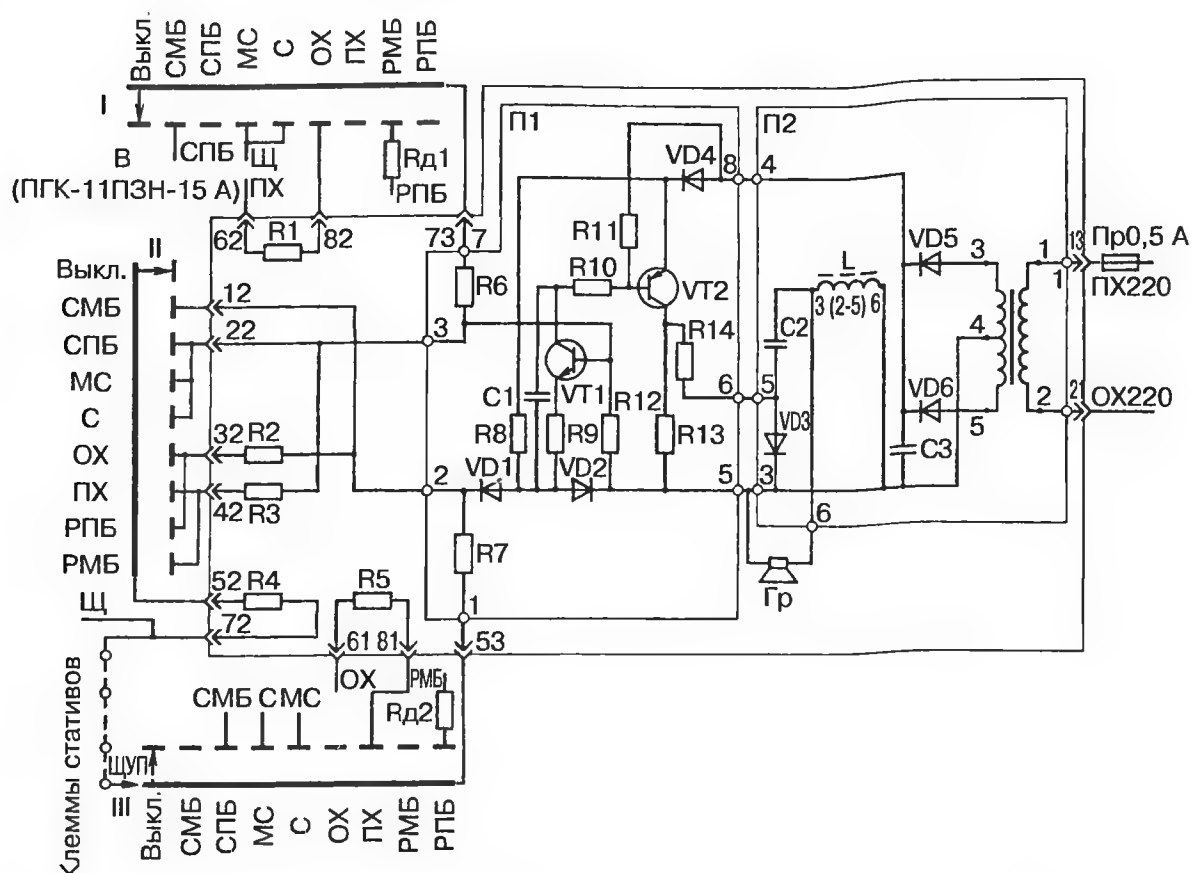 Выкл.
СМБ
СПБ
МС
С
ОХ
ПХ
РМБ
РПБ
I
В
(ПГК-11ПЗН-15 А)
СПБ
Щ
ПХ
Rд1
РПБ
62
R1
82
73
7
П1
П2
VD4
8
4
R11
R10
VT2
R6
3
VT1
C1
R8
R9
R12
R13
R14
6
5
VD3
C2
L
3 (2-5) 6
VD5
3
4
VD6
5
C3
1
2
1
13
Пр0,5 А
ПХ220
21
ОХ220
II
Выкл.
СМБ
СПБ
МС
С
ОХ
ПХ
РПБ
РМБ
12
22
32
R2
42
R3
52
R4
72
2
VD1
VD2
5
3
6
R7
1
Гр
R5
61
81
53
Щ
ОХ
РМБ
Rд2
СМБ
С
МС
Клеммы стативов
ЩУП
III
Выкл.
СМБ
СПБ
МС
С
ОХ
ПХ
РМБ
РПБ